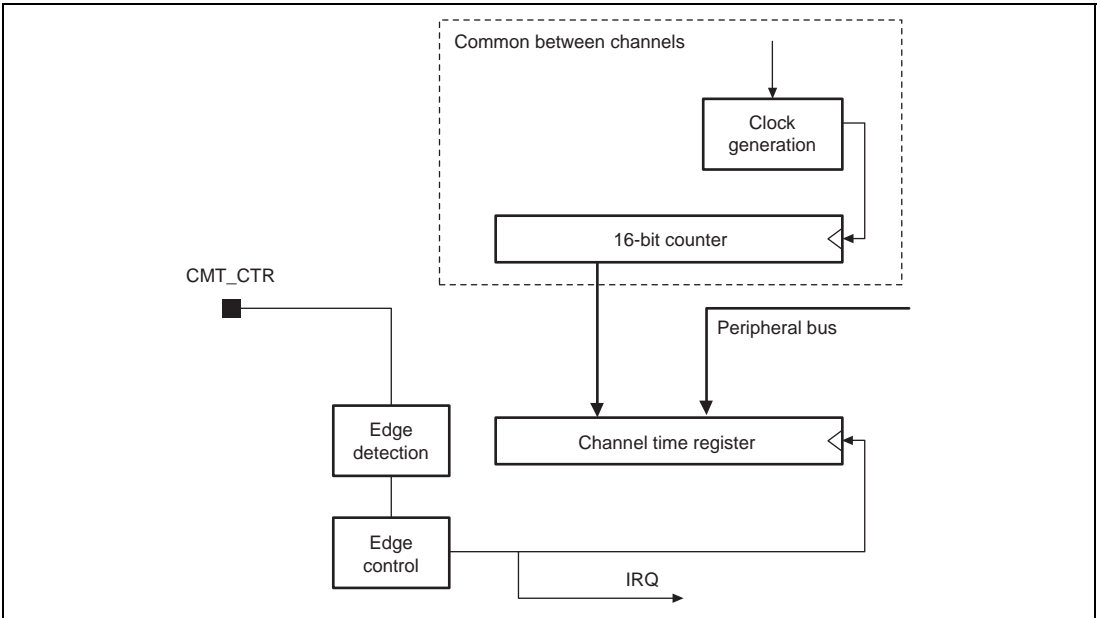 Common between channels
Clock
generation
16-bit counter
CMT_CTR
Peripheral bus
Edge
detection
Channel time register
Edge
control
IRQ